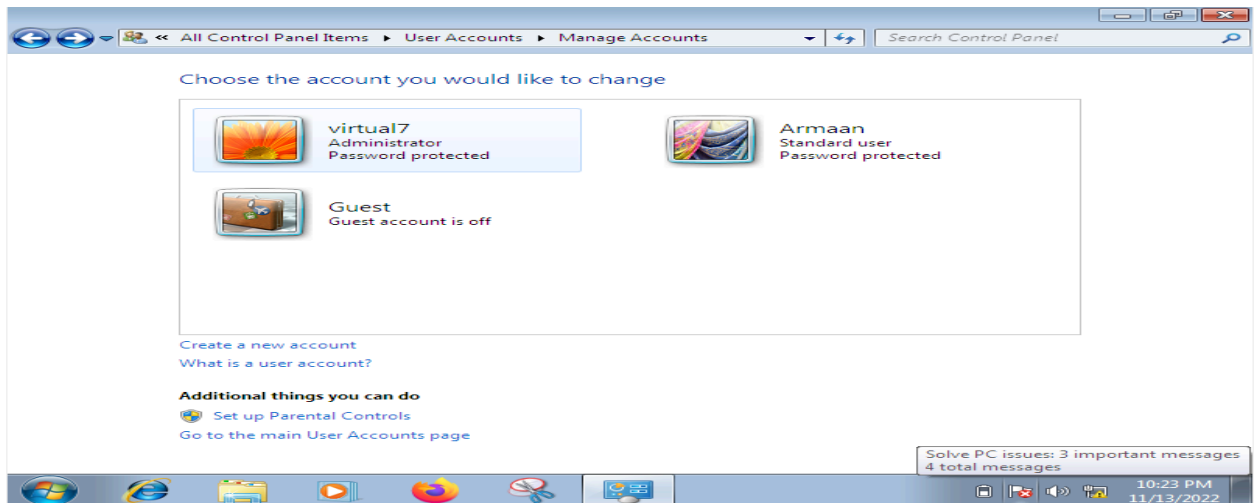 « All Control Panel Items ▸ User Accounts ▸ Manage Accounts
Search Control Panel
Choose the account you would like to change
virtual7
Administrator
Password protected
Armaan
Standard user
Password protected
Guest
Guest account is off
Create a new account
What is a user account?
Additional things you can do
Set up Parental Controls
Go to the main User Accounts page
Solve PC issues: 3 important messages
4 total messages
10:23 PM
11/13/2022